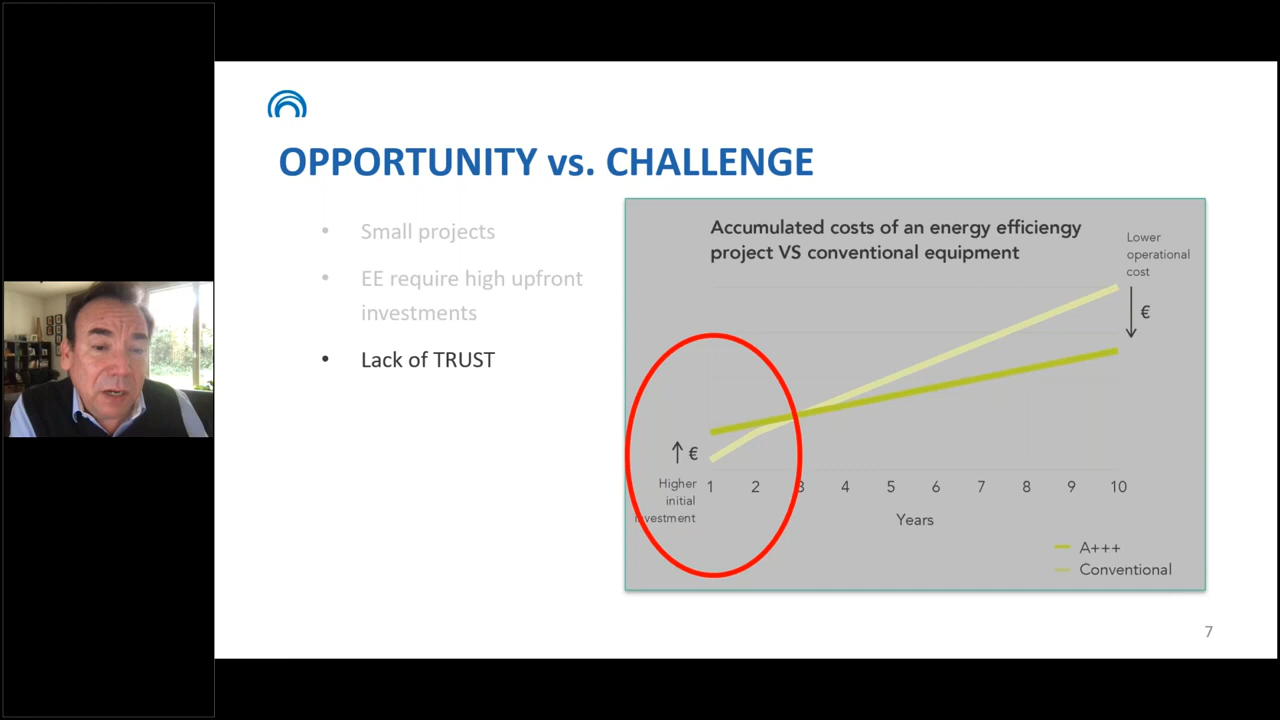 OPPORTUNITY vs. CHALLENGE
• Small projects
• EE require high upfront
investments
• Lack of TRUST
Accumulated costs of an energy efficiengy
project VS conventional equipment
Lower
operational
cost
€
€
Higher
initial
investment
1 2 3 4 5 6 7 8 9 10
Years
A+++
Conventional
7